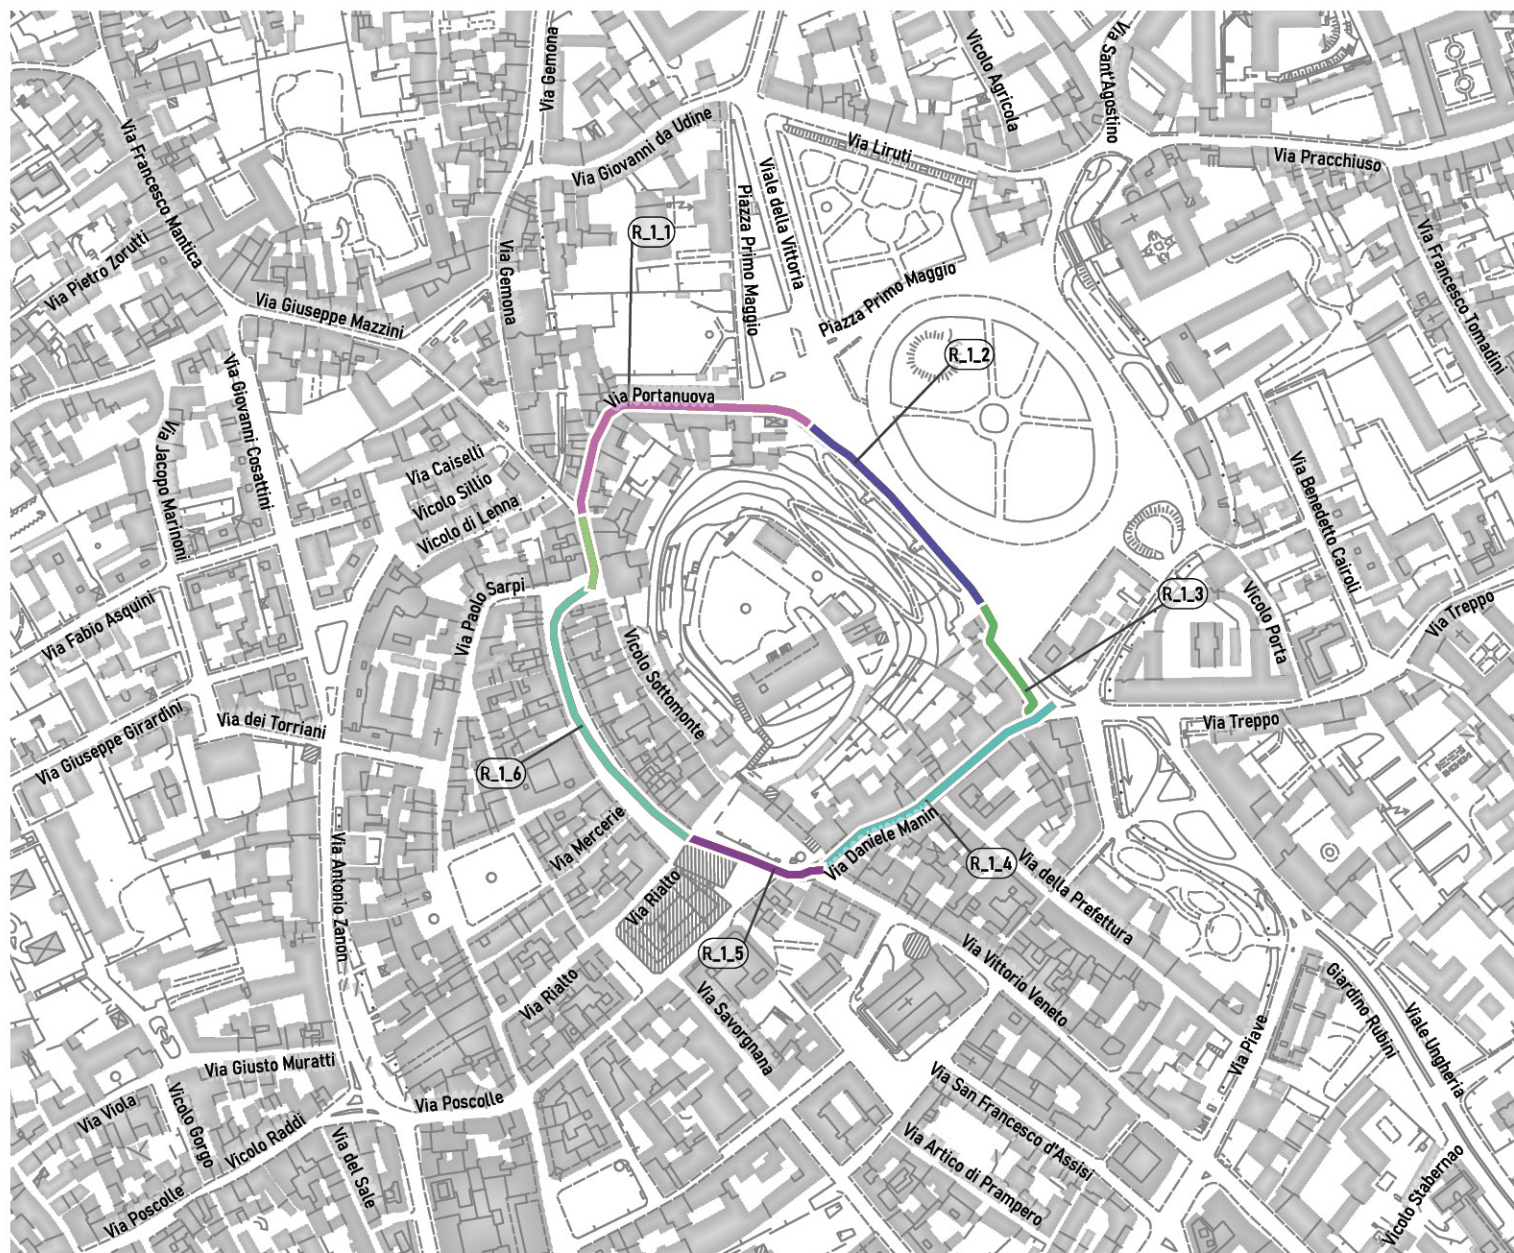 Via Gemona
Vicolo Agricola
Via Sant'Agostino
Via Francesco Mantica
Via Giovanni da Udine
Via Liruti
Via Pracchiuso
Viale della Vittoria
Piazza Primo Maggio
R_1_1
Via Pietro Zorutti
Via Gemona
Via Francesco Tomadini
Via Giuseppe Mazzini
Piazza Primo Maggio
R_1_2
Via Giovanni Cosattini
Via Portanuova
Via Jacopo Marinoni
Via Caiselli
Vicolo Sillio
Vicolo di Lenna
Via Benedetto Cairoli
Via Paolo Sarpi
R_1_3
Via Fabio Asquini
Vicolo Porta
Via Treppo
Vicolo Sottomonte
Via Giuseppe Girardini
Via dei Torriani
Via Treppo
R_1_6
Via Mercerie
Via Daniele Manin
R_1_4
Via Antonio Zanon
Via Rialto
Via della Prefettura
R_1_5
Via Vittorio Veneto
Via Rialto
Via Savorgnana
Giardino Rubini
Viale Ungheria
Via Piave
Via Giusto Muratti
Via Viola
Vicolo Gorgo
Vicolo Raddi
Via Poscolle
Via San Francesco d'Assisi
Via del Sale
Via Artico di Prampero
Via Poscolle
Vicolo Stabernao